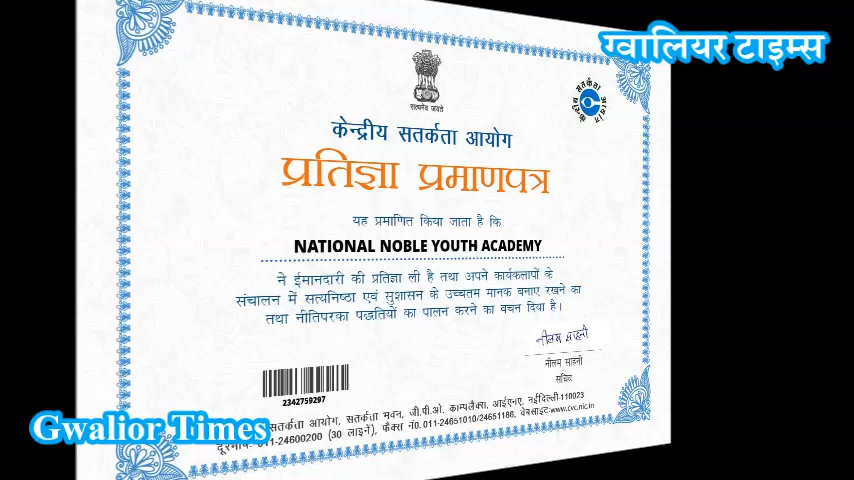 ग्वालियर टाइम्स
सत्यमेव जयते
केन्द्रीय सतर्कता आयोग
प्रतिज्ञा प्रमाणपत्र
यह प्रमाणित किया जाता है कि
NATIONAL NOBLE YOUTH ACADEMY
ने ईमानदारी की प्रतिज्ञा ली है तथा अपने कार्यकलापों के
संचालन में सत्यनिष्ठा एवं सुशासन के उच्चतम मानक बनाए रखने का
तथा नीतिपरका पद्धतियों का पालन करने का वचन दिया है।
नीलम साहनी
नीलम साहनी
सचिव
2342759297
सतर्कता आयोग, सतर्कता भवन, जी.पी.ओ. काम्पलैक्स, आईएनए, नईदिल्ली-110023
दूरभाष: 011-24600200 (30 लाइनें), फैक्स नं. 011-24651010/24651186, वेबसाइट:www.cvc.nic.in
Gwalior Times